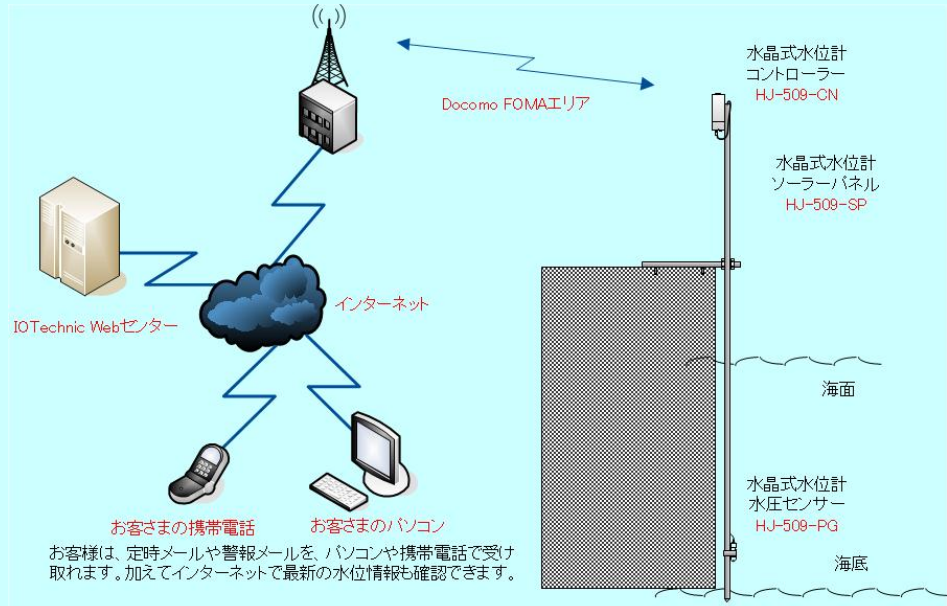 水晶式水位計
コントローラー
HJ-509-CN
Docomo FOMAエリア
水晶式水位計
ソーラーパネル
HJ-509-SP
インターネット
IOTechnic Webセンター
海面
水晶式水位計
水圧センサー
HJ-509-PG
お客さまの携帯電話
お客さまのパソコン
海底
お客様は、定時メールや警報メールを、パソコンや携帯電話で受け
取れます。加えてインターネットで最新の水位情報も確認できます。